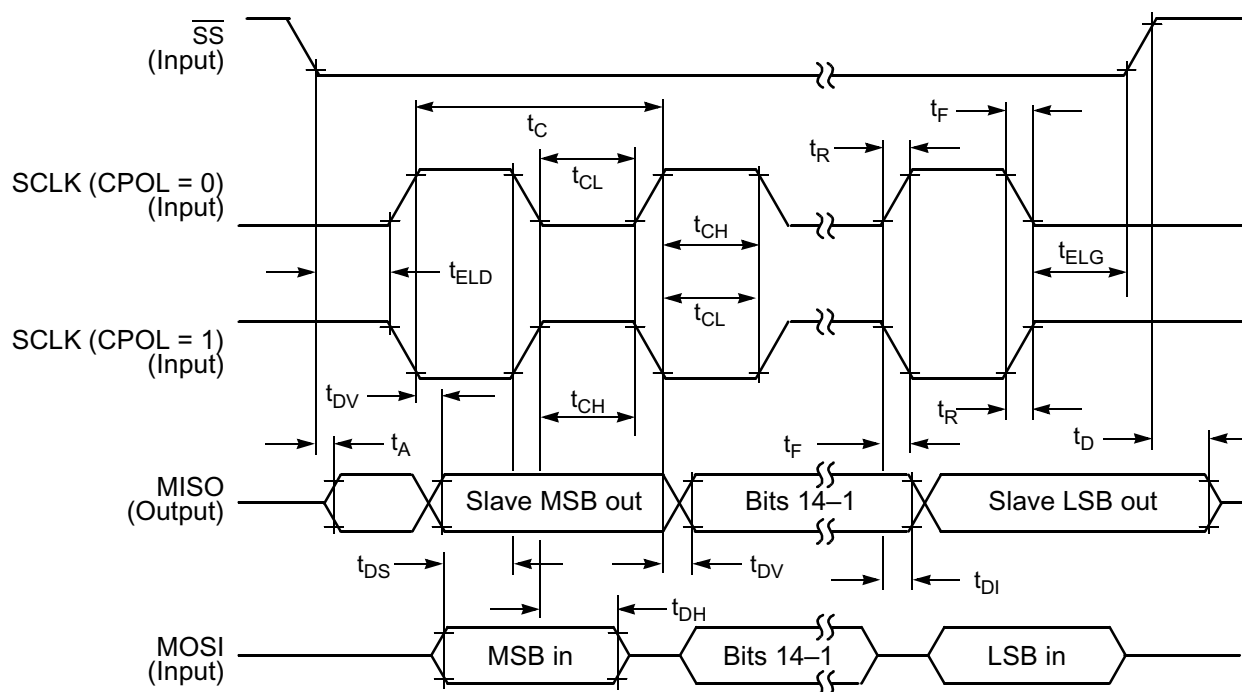 SS
(Input)
t_F
t_C
t_R
SCLK (CPOL = 0)
(Input)
t_CL
t_CH
t_ELG
t_ELD
t_CL
SCLK (CPOL = 1)
(Input)
t_DV
t_CH
t_R
t_A
t_F
t_D
MISO
(Output)
Slave MSB out
Bits 14–1
Slave LSB out
t_DS
t_DV
t_DI
t_DH
MOSI
(Input)
MSB in
Bits 14–1
LSB in